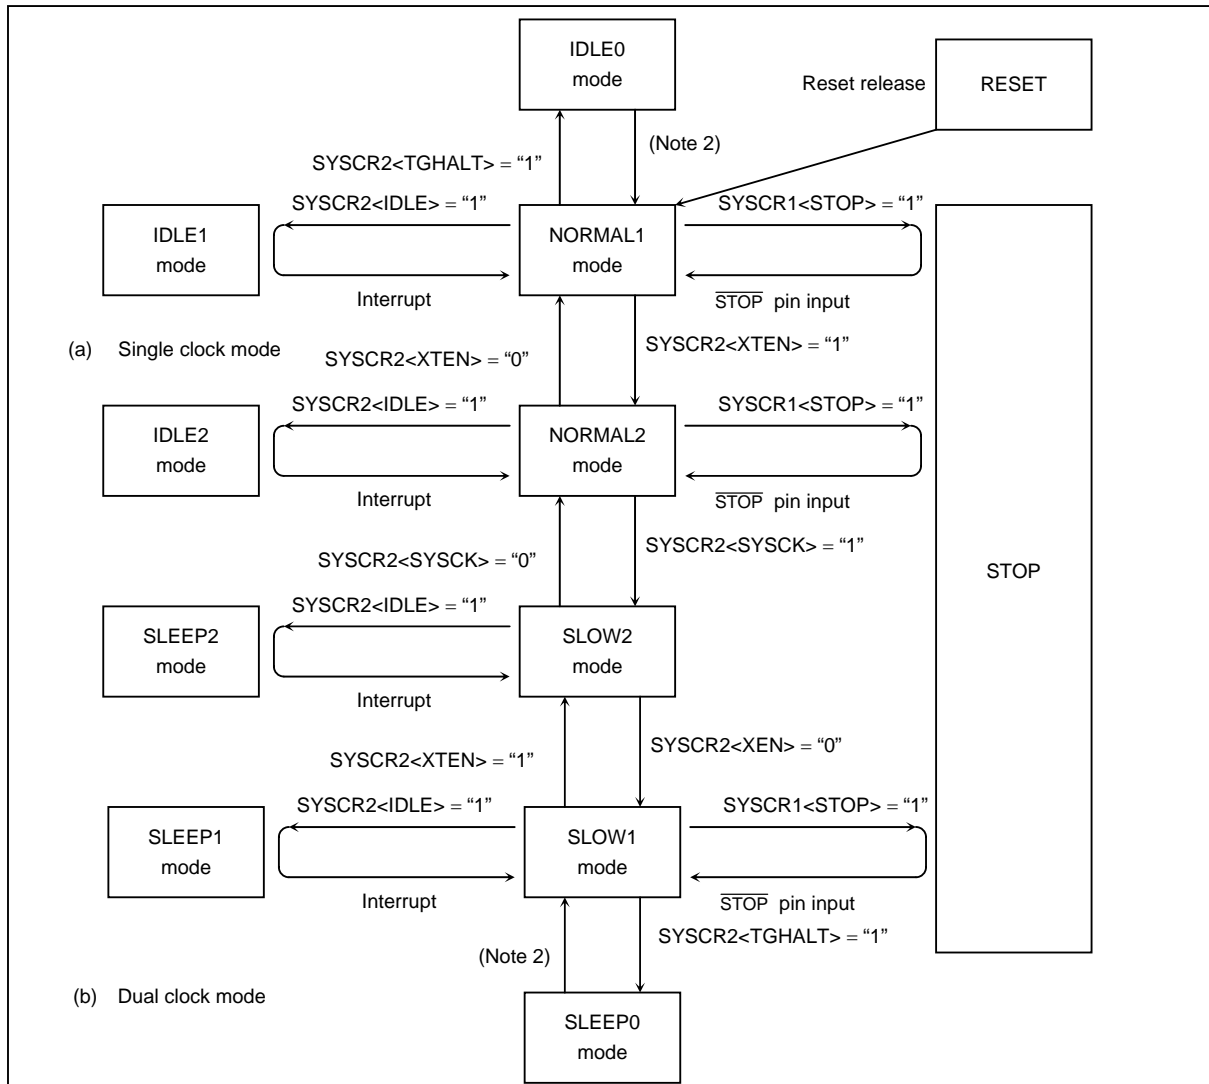 IDLE0
mode
Reset release
RESET
(Note 2)
SYSCR2<TGHALT> = “1”
SYSCR2<IDLE> = “1”
SYSCR1<STOP> = “1”
IDLE1
mode
NORMAL1
mode
Interrupt
STOP pin input
(a) Single clock mode
SYSCR2<XTEN> = “0”
SYSCR2<XTEN> = “1”
SYSCR2<IDLE> = “1”
SYSCR1<STOP> = “1”
IDLE2
mode
NORMAL2
mode
Interrupt
STOP pin input
SYSCR2<SYSCK> = “0”
SYSCR2<SYSCK> = “1”
STOP
SYSCR2<IDLE> = “1”
SLEEP2
mode
SLOW2
mode
Interrupt
SYSCR2<XTEN> = “1”
SYSCR2<XEN> = “0”
SYSCR2<IDLE> = “1”
SYSCR1<STOP> = “1”
SLEEP1
mode
SLOW1
mode
Interrupt
STOP pin input
(Note 2)
SYSCR2<TGHALT> = “1”
(b) Dual clock mode
SLEEP0
mode